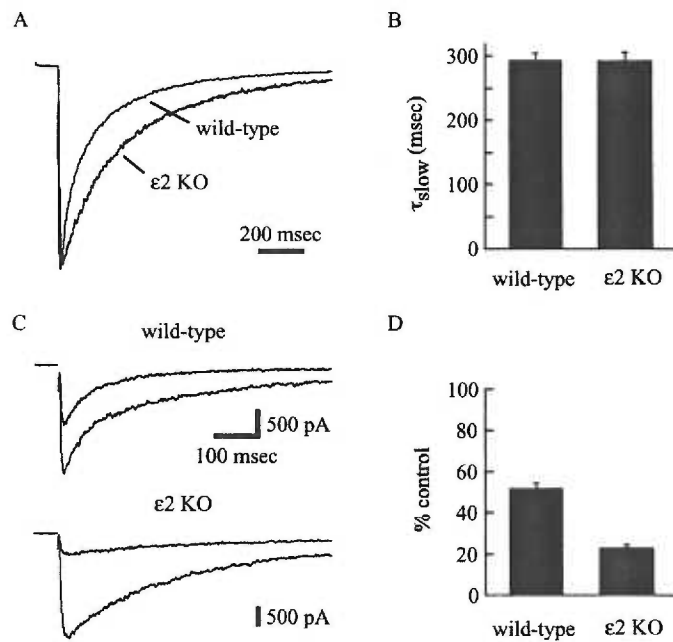 A
wild-type
ε2 KO
200 msec
B
τslow (msec)
300
200
100
0
wild-type
ε2 KO
C
wild-type
500 pA
100 msec
ε2 KO
500 pA
D
% control
100
80
60
40
20
0
wild-type
ε2 KO